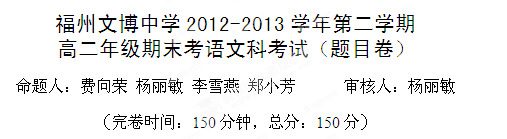 福州文博中学 2012-2013 学年第二学期
高二年级期末考语文科考试（题目卷）
命题人：费向荣 杨丽敏 李雪燕 郑小芳 审核人：杨丽敏
（完卷时间：150 分钟，总分：150 分）